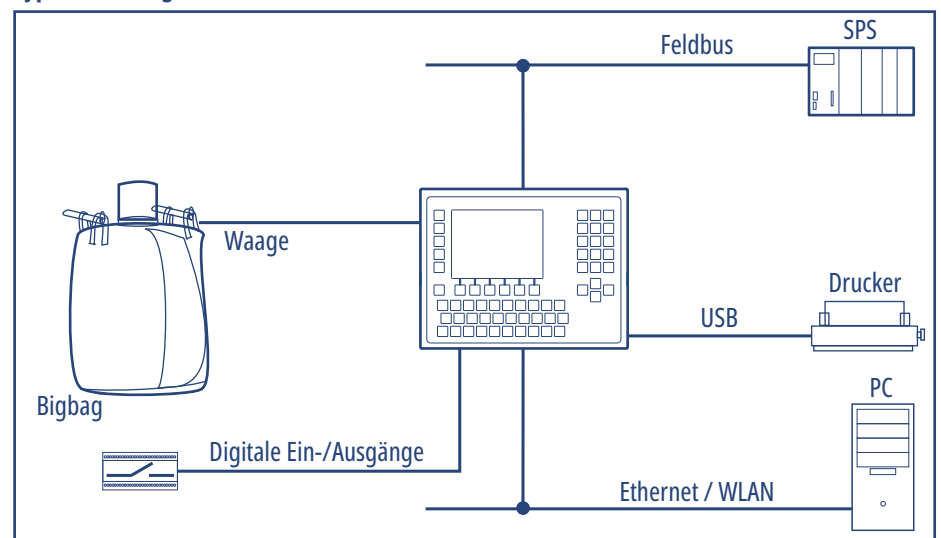 SPS
Feldbus
Waage
Drucker
USB
Bigbag
PC
Digitale Ein-/Ausgänge
Ethernet / WLAN